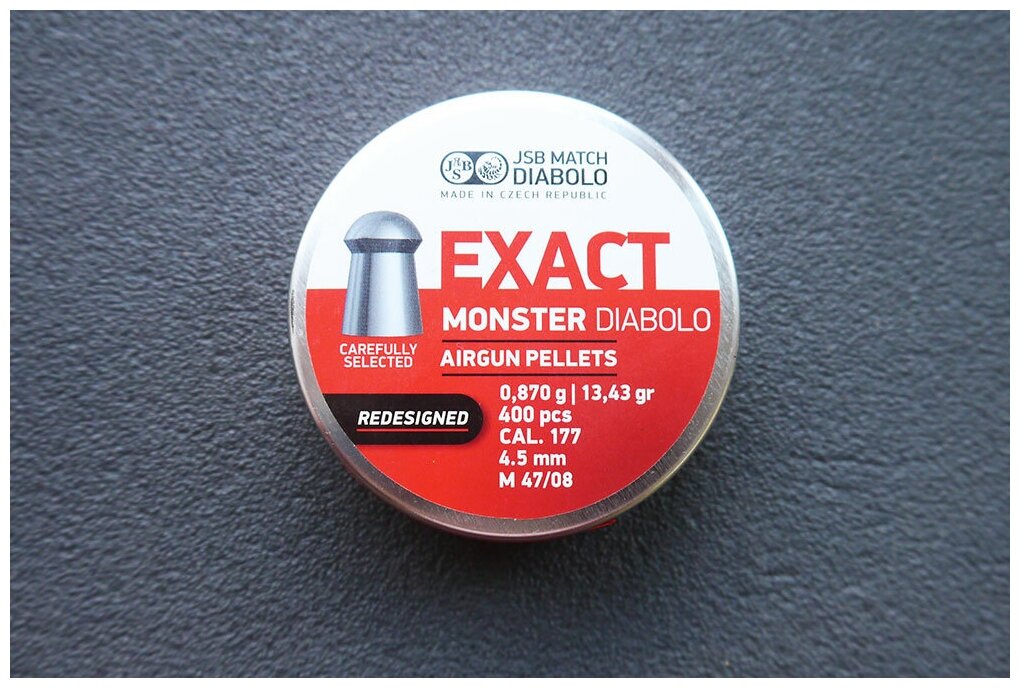 JSB
JSB MATCH
DIABOLO
MADE IN CZECH REPUBLIC
EXACT
MONSTER DIABOLO
AIRGUN PELLETS
CAREFULLY
SELECTED
REDESIGNED
0,870 g | 13,43 gr
400 pcs
CAL. 177
4.5 mm
M 47/08